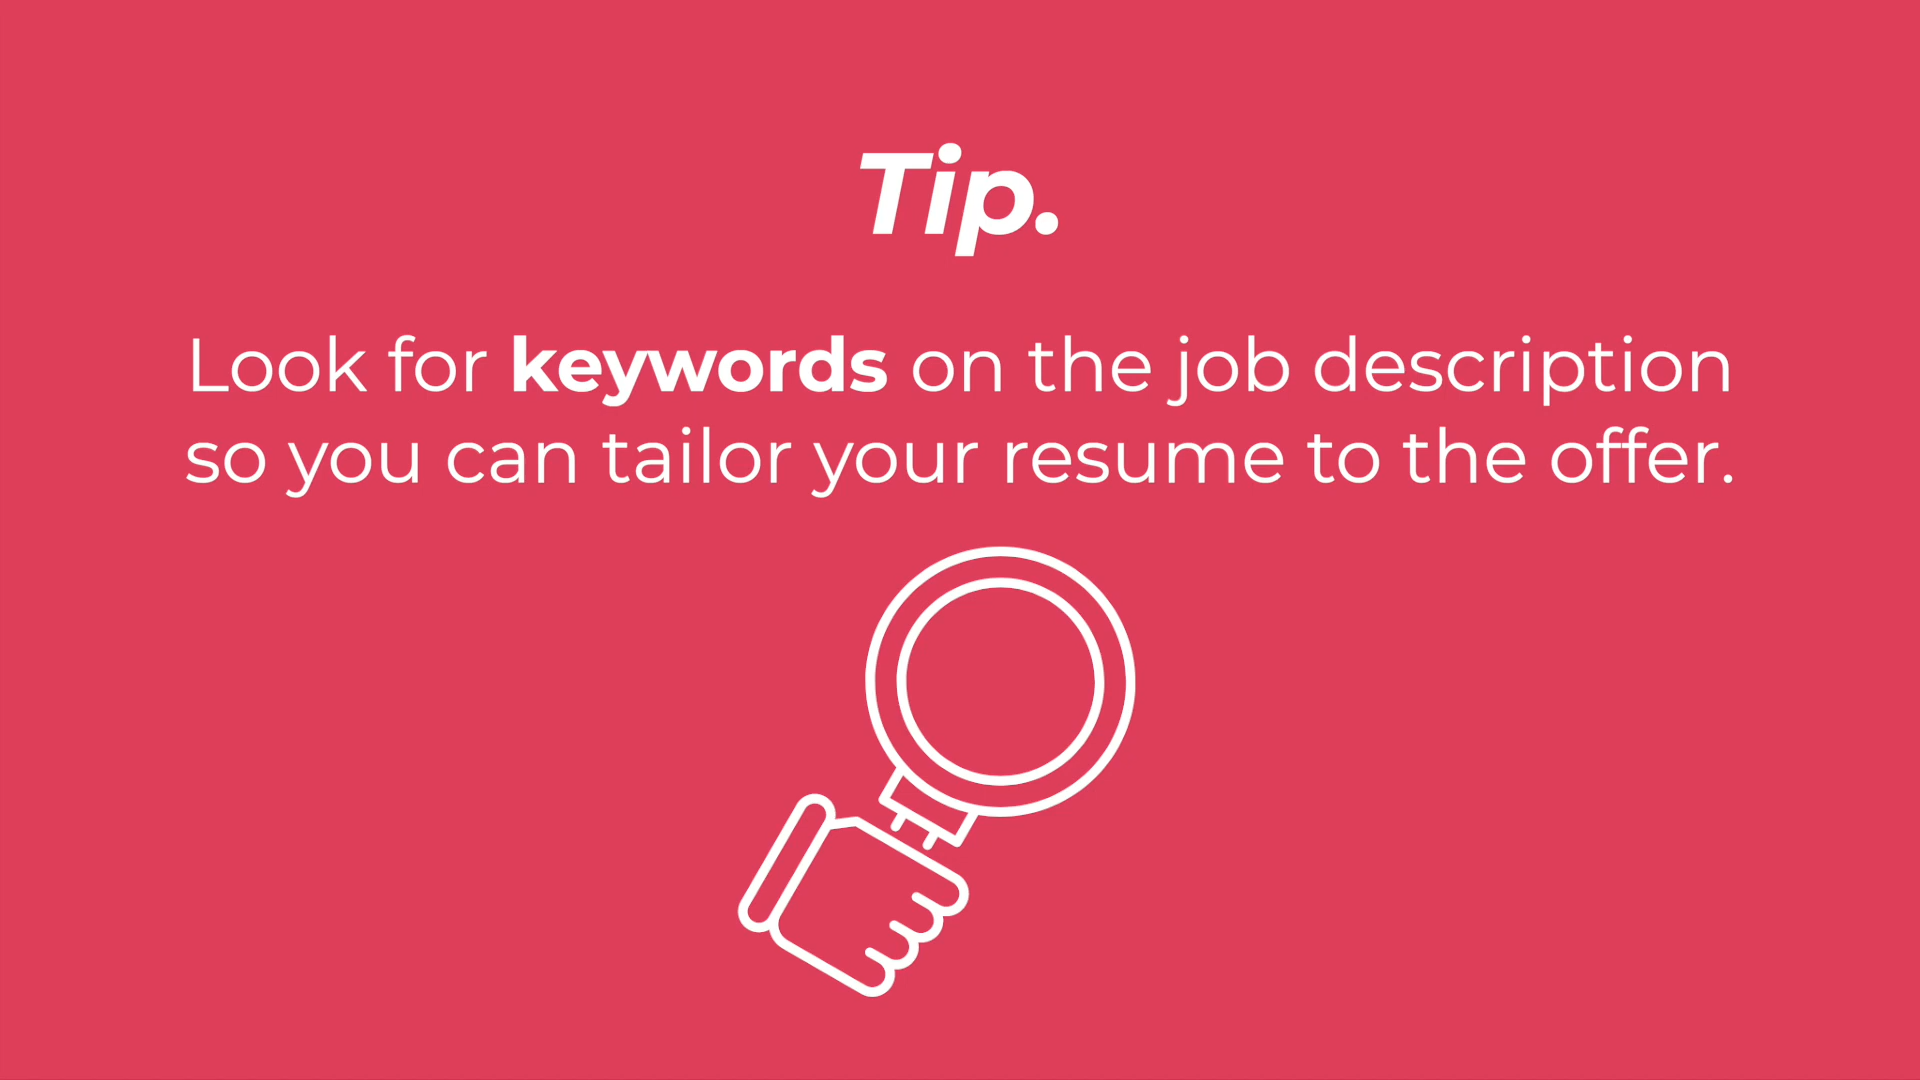 Tip.
Look for keywords on the job description
so you can tailor your resume to the offer.